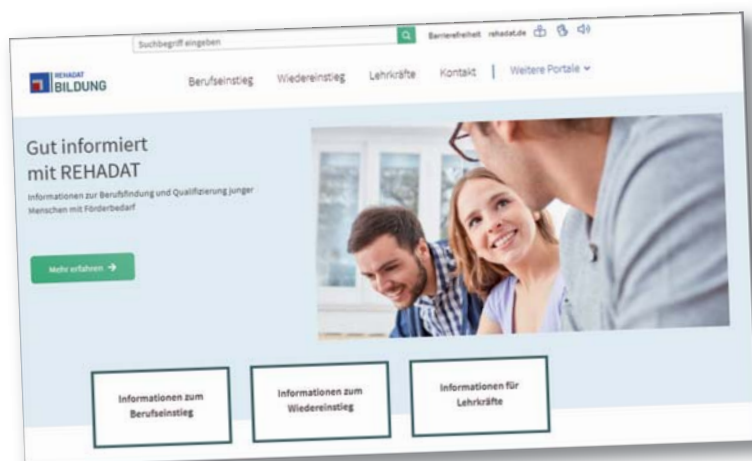 Suchbegriff eingeben
Barrierefreiheit rehadat.de
REHADAT
BILDUNG
Berufseinstieg Wiedereinstieg Lehrkräfte Kontakt | Weitere Portale
Gut informiert
mit REHADAT
Informationen zur Berufsfindung und Qualifizierung junger
Menschen mit Förderbedarf
Mehr erfahren →
Informationen zum
Berufseinstieg
Informationen zum
Wiedereinstieg
Informationen für
Lehrkräfte